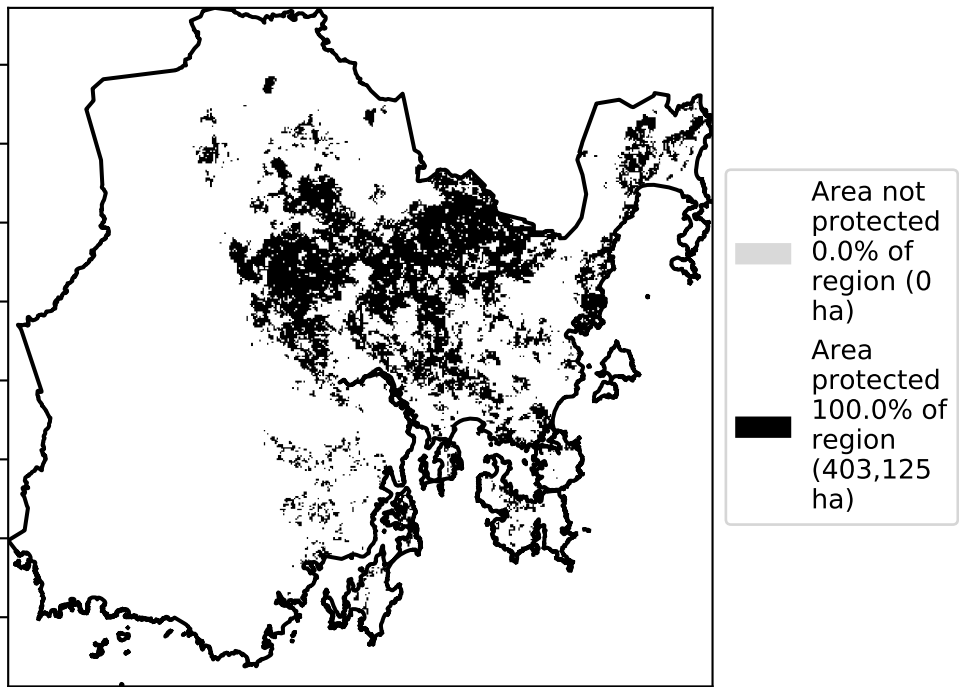 Area not
protected
0.0% of
region (0
ha)
Area
protected
100.0% of
region
(403,125
ha)